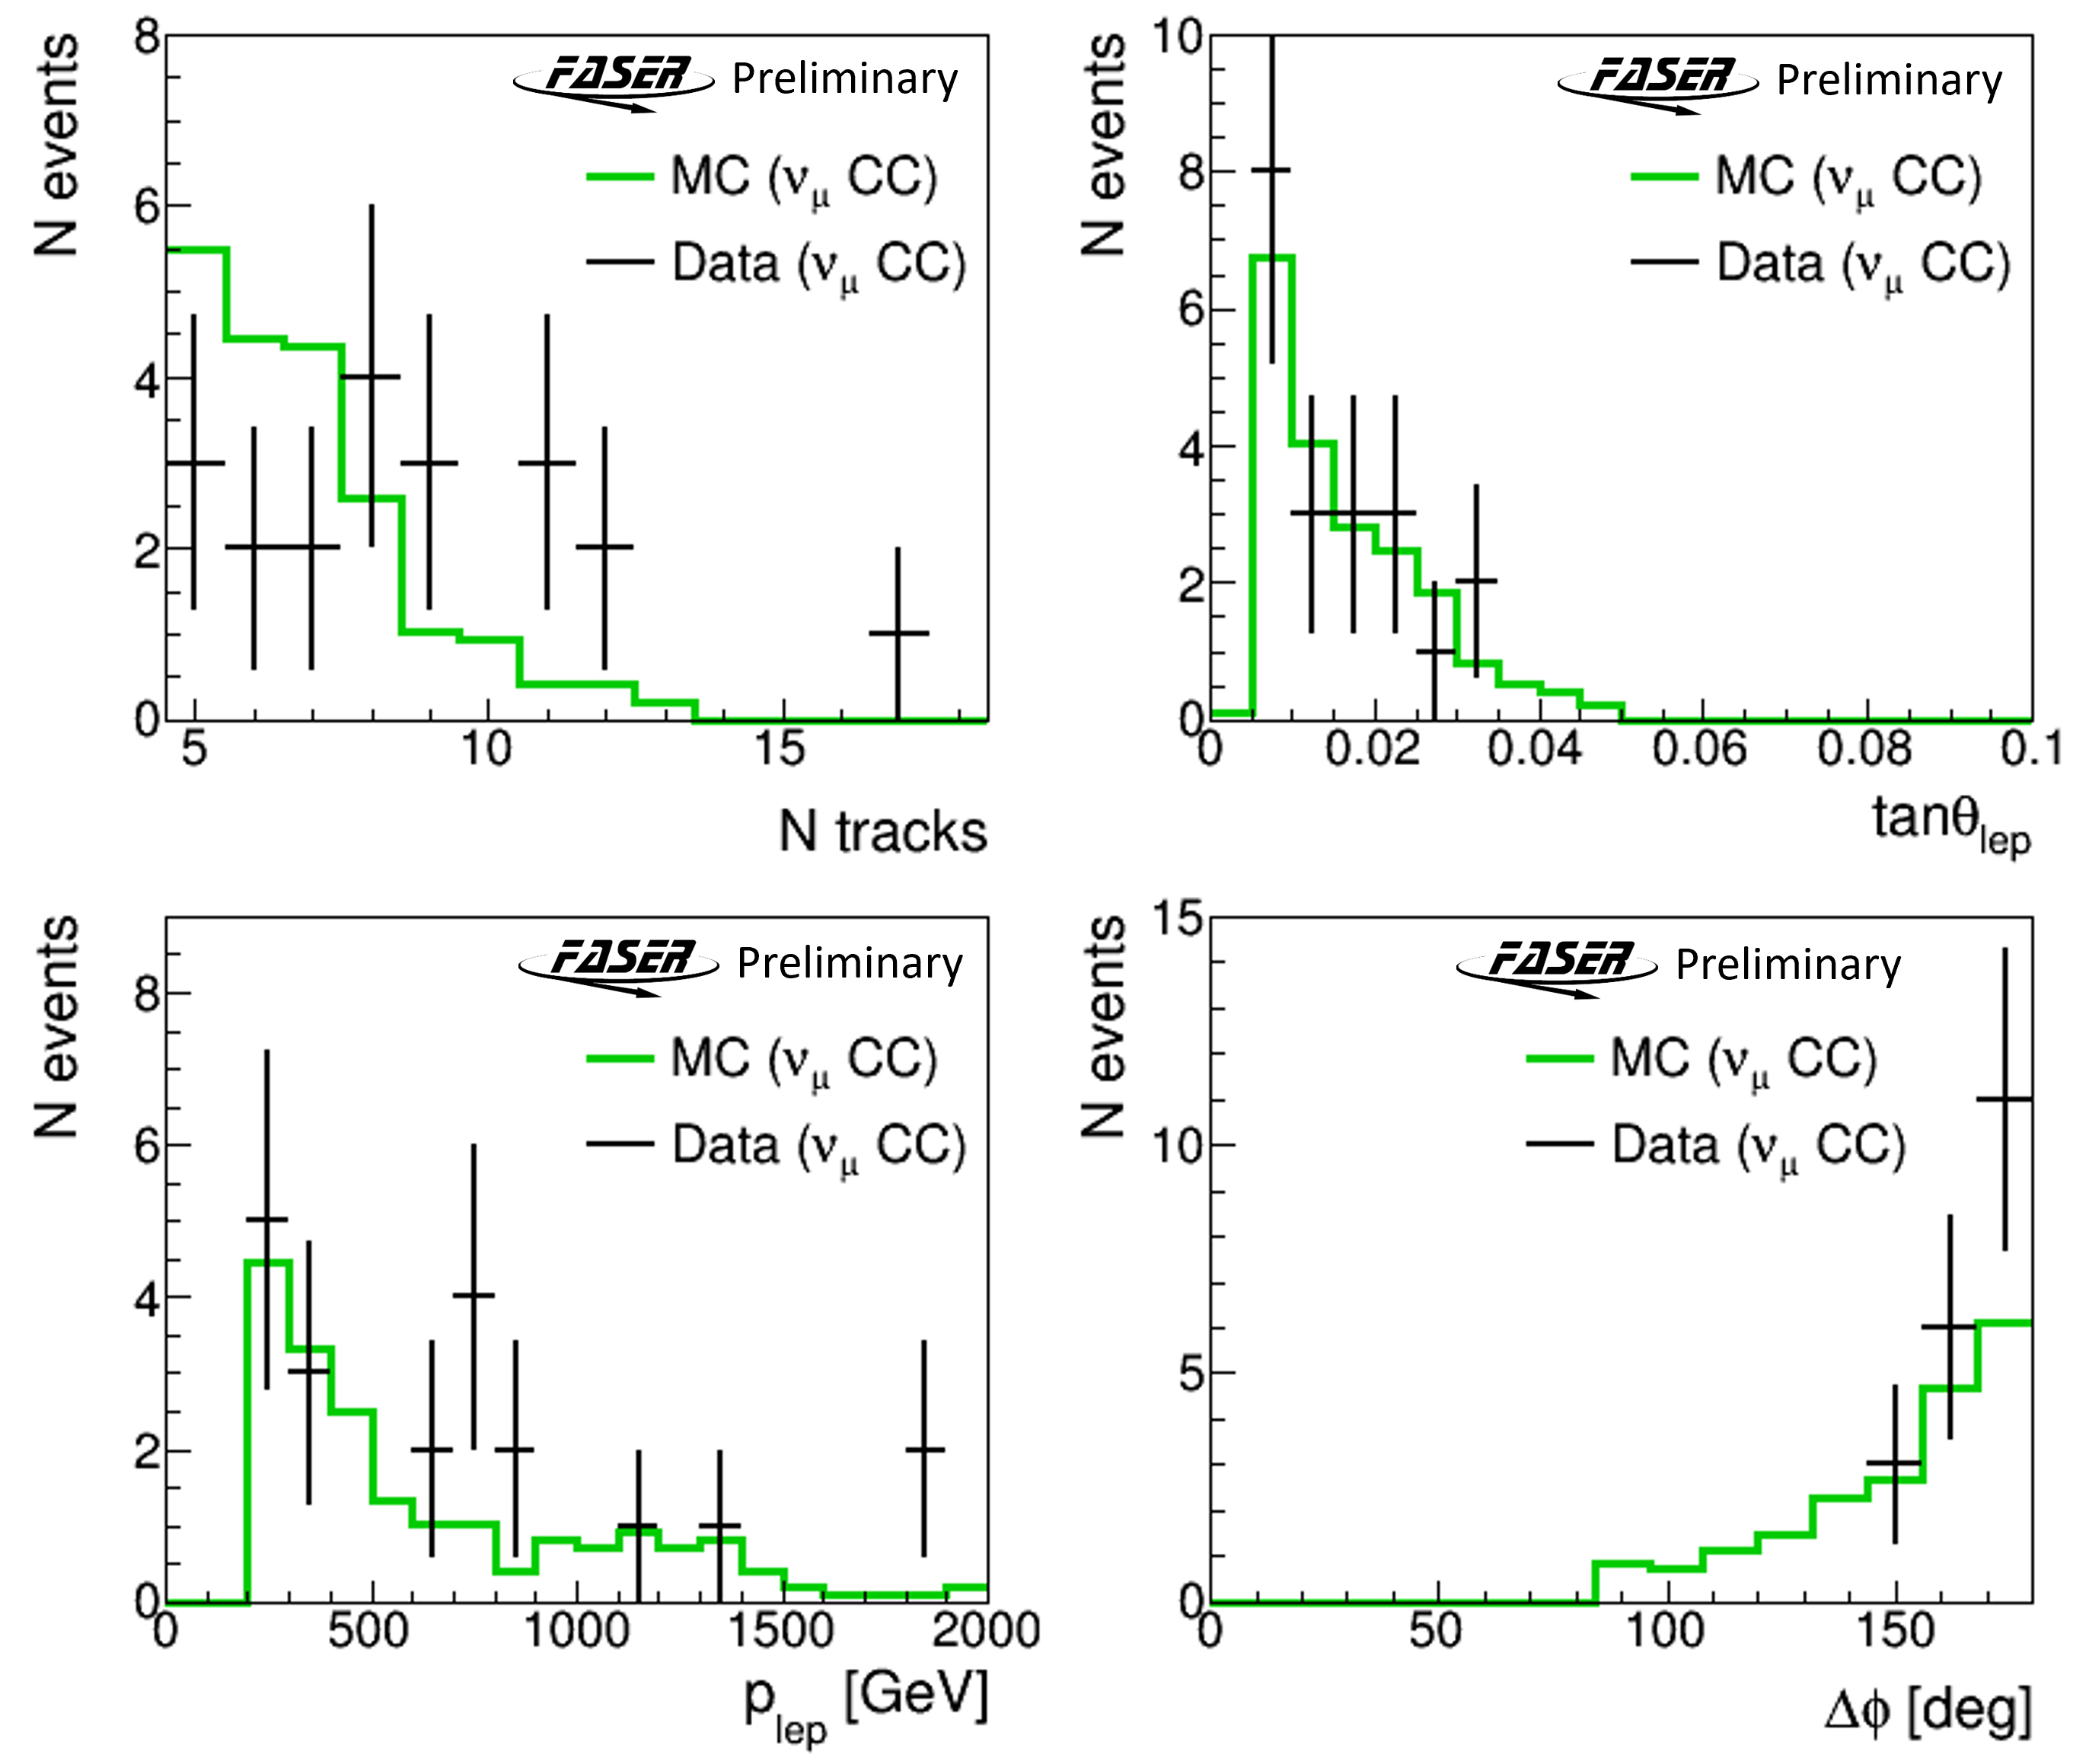 N events
8
6
4
2
0
FASER Preliminary
MC (νμ CC)
Data (νμ CC)
5 10 15
N tracks
N events
10
8
6
4
2
0
FASER Preliminary
MC (νμ CC)
Data (νμ CC)
0 0.02 0.04 0.06 0.08 0.1
tanθlep
N events
8
6
4
2
0
FASER Preliminary
MC (νμ CC)
Data (νμ CC)
0 500 1000 1500 2000
plep [GeV]
N events
15
10
5
0
FASER Preliminary
MC (νμ CC)
Data (νμ CC)
0 50 100 150
Δϕ [deg]